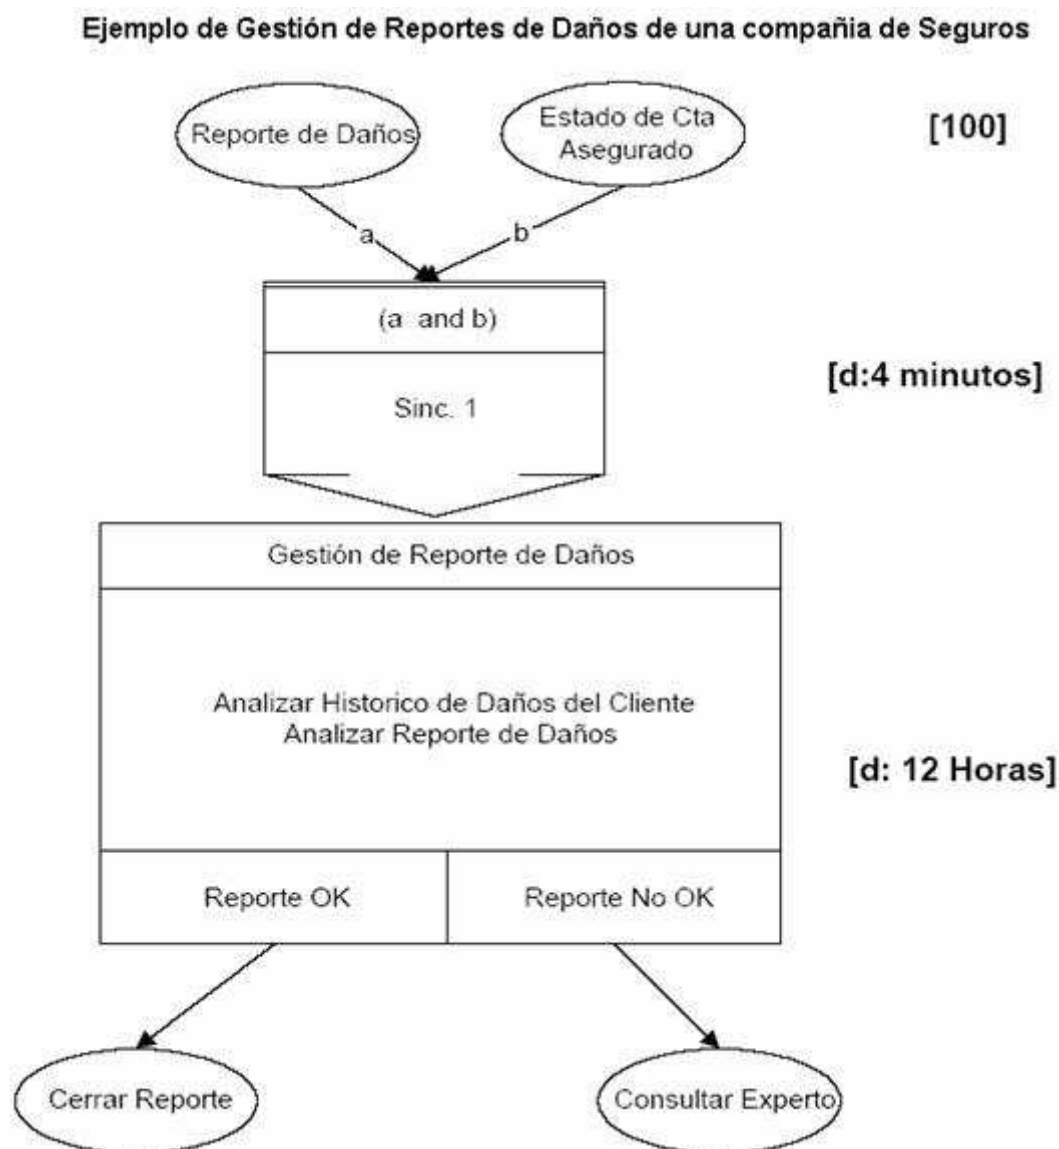 Ejemplo de Gestión de Reportes de Daños de una compañia de Seguros
Reporte de Daños
Estado de Cta
Asegurado
[100]
a
b
(a and b)
Sinc. 1
[d:4 minutos]
Gestión de Reporte de Daños
Analizar Historico de Daños del Cliente
Analizar Reporte de Daños
[d: 12 Horas]
Reporte OK
Reporte No OK
Cerrar Reporte
Consultar Experto